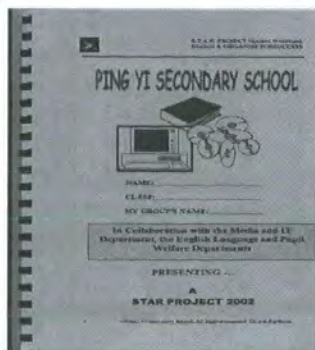 S.T.A.R. PROJECT
PING YI SECONDARY SCHOOL
NAME:
CLASS:
MY GROUP'S NAME:
In Collaboration with the Media and IT
Department, the English Language and Pupil
Welfare Departments
PRESENTING ...
A
STAR PROJECT 2002